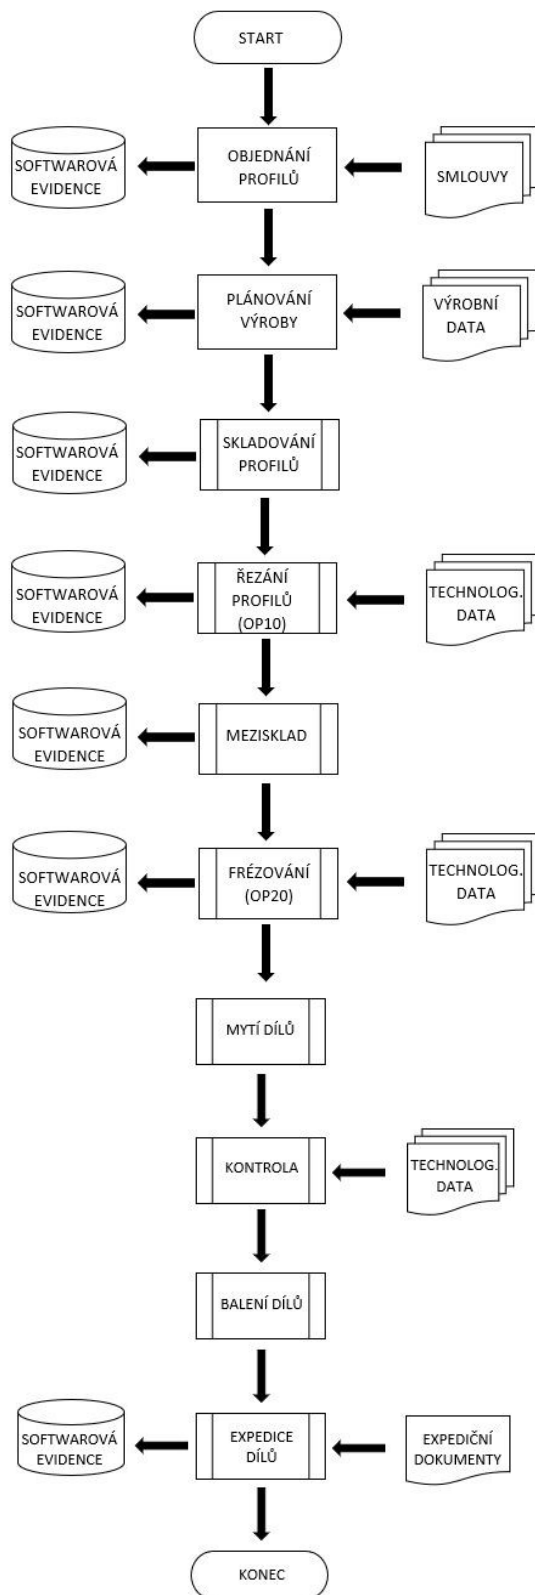 START
SOFTWAROVÁ
EVIDENCE
OBJEDNÁNÍ
PROFILŮ
SMLOUVY
SOFTWAROVÁ
EVIDENCE
PLÁNOVÁNÍ
VÝROBY
VÝROBNÍ
DATA
SOFTWAROVÁ
EVIDENCE
SKLADOVÁNÍ
PROFILŮ
SOFTWAROVÁ
EVIDENCE
ŘEZÁNÍ
PROFILŮ
(OP10)
TECHNOLOG.
DATA
SOFTWAROVÁ
EVIDENCE
MEZISKLAD
SOFTWAROVÁ
EVIDENCE
FRÉZOVÁNÍ
(OP20)
TECHNOLOG.
DATA
MYTÍ DÍLŮ
KONTROLA
TECHNOLOG.
DATA
BALENÍ DÍLŮ
SOFTWAROVÁ
EVIDENCE
EXPEDICE
DÍLŮ
EXPEDIČNÍ
DOKUMENTY
KONEC